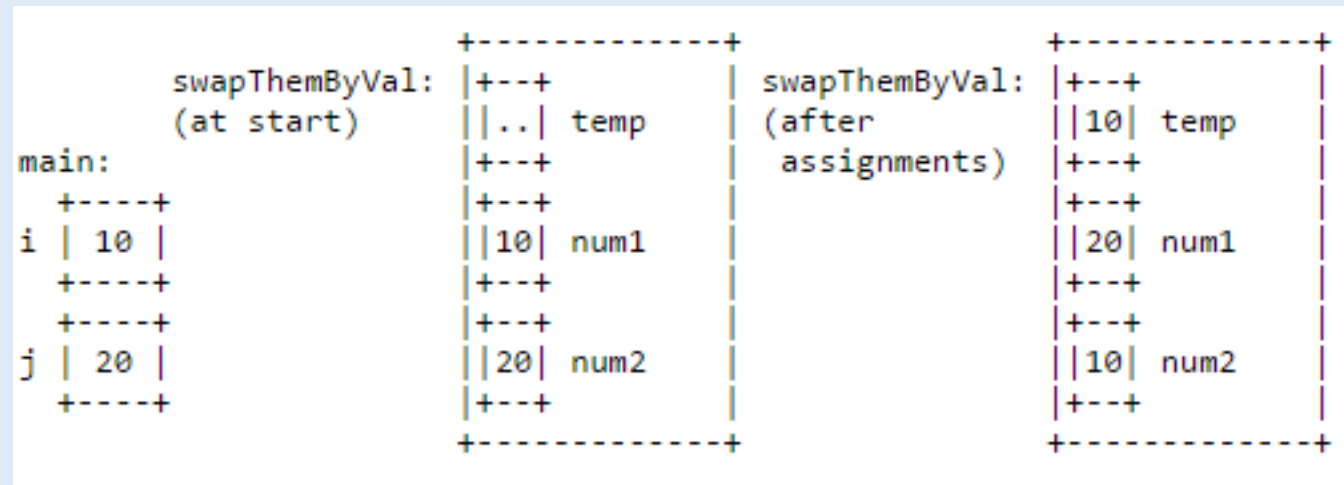 +-------------+                 +-------------+
        swapThemByVal: |+--+         | swapThemByVal: |+--+         |
        (at start)     ||..| temp    | (after         ||10| temp    |
main:                  |+--+         |  assignments)  |+--+         |
  +----+               |+--+         |                |+--+         |
i | 10 |               ||10| num1    |                ||20| num1    |
  +----+               |+--+         |                |+--+         |
  +----+               |+--+         |                |+--+         |
j | 20 |               ||20| num2    |                ||10| num2    |
  +----+               |+--+         |                |+--+         |
                       +-------------+                +-------------+